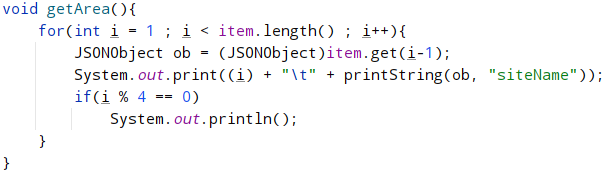 void getArea(){
    for(int i = 1 ; i < item.length() ; i++){
        JSONObject ob = (JSONObject)item.get(i-1);
        System.out.print((i) + "\t" + printString(ob, "siteName"));
        if(i % 4 == 0)
            System.out.println();
    }
}